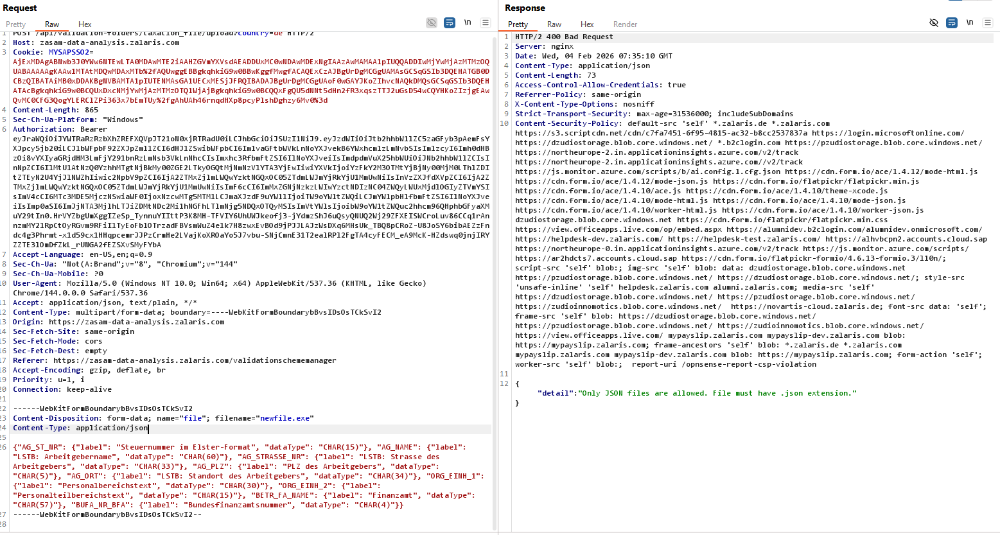 Request
Pretty Raw Hex
\n
1 POST /api/validation-folders/taxation_file/upload?country=de HTTP/2
2 Host: zasam-data-analysis.zalaris.com
3 Cookie: MYSAPSSO2=
4 Content-Length: 865
5 Sec-Ch-Ua-Platform: "Windows"
6 Authorization: Bearer
7 Accept-Language: en-US,en;q=0.9
8 Sec-Ch-Ua: "Not(A:Brand";v="8", "Chromium";v="144"
9 Sec-Ch-Ua-Mobile: ?0
10 User-Agent: Mozilla/5.0 (Windows NT 10.0; Win64; x64) AppleWebKit/537.36 (KHTML, like Gecko)
Chrome/144.0.0.0 Safari/537.36
11 Accept: application/json, text/plain, */*
12 Content-Type: multipart/form-data; boundary=----WebKitFormBoundarybBvsIDsOsTCkSvI2
13 Origin: https://zasam-data-analysis.zalaris.com
14 Sec-Fetch-Site: same-origin
15 Sec-Fetch-Mode: cors
16 Sec-Fetch-Dest: empty
17 Referer: https://zasam-data-analysis.zalaris.com/validationschememanager
18 Accept-Encoding: gzip, deflate, br
19 Priority: u=1, i
20 Connection: keep-alive
21
22 ------WebKitFormBoundarybBvsIDsOsTCkSvI2
23 Content-Disposition: form-data; name="file"; filename="newfile.exe"
24 Content-Type: application/json
25
26 {"AG_ST_NR": {"label": "Steuernummer im Elster-Format", "dataType": "CHAR(15)"}, "AG_NAME": {"label":
"LSTB: Arbeitgebername", "dataType": "CHAR(60)"}, "AG_STRASSE_NR": {"label": "LSTB: Strasse des
Arbeitgebers", "dataType": "CHAR(33)"}, "AG_PLZ": {"label": "PLZ des Arbeitgebers", "dataType":
"CHAR(5)"}, "AG_ORT": {"label": "LSTB: Standort des Arbeitgebers", "dataType": "CHAR(34)"}, "ORG_EINH_1":
{"label": "Personalbereichstext", "dataType": "CHAR(30)"}, "ORG_EINH_2": {"label":
"Personalteilbereichstext", "dataType": "CHAR(15)"}, "BETR_FA_NAME": {"label": "Finanzamt", "dataType":
"CHAR(57)"}, "BUFA_NR_BFA": {"label": "Bundesfinanzamtsnummer", "dataType": "CHAR(4)"}}
27 ------WebKitFormBoundarybBvsIDsOsTCkSvI2--
28
Response
Pretty Raw Hex Render
\n
1 HTTP/2 400 Bad Request
2 Server: nginx
3 Date: Wed, 04 Feb 2026 07:35:10 GMT
4 Content-Type: application/json
5 Content-Length: 73
6 Access-Control-Allow-Credentials: true
7 Referrer-Policy: same-origin
8 X-Content-Type-Options: nosniff
9 Strict-Transport-Security: max-age=31536000; includeSubDomains
10 Content-Security-Policy: default-src 'self' *.zalaris.de *.zalaris.com
https://s3.scriptcdn.net/cdn/c7fa7451-6f95-4815-ac32-b8cc2537837a https://login.microsoftonline.com/
https://dzudiostorage.blob.core.windows.net/ *.b2clogin.com https://pzudiostorage.blob.core.windows.net/
https://northeurope-2.in.applicationinsights.azure.com/v2/track
https://northeurope-2.in.applicationinsights.azure.com//v2/track
https://js.monitor.azure.com/scripts/b/ai.config.1.cfg.json https://cdn.form.io/ace/1.4.12/mode-html.js
https://cdn.form.io/ace/1.4.12/mode-json.js https://cdn.form.io/flatpickr/flatpickr.min.js
https://cdn.form.io/ace/1.4.10/ace.js https://cdn.form.io/ace/1.4.10/theme-xcode.js
https://cdn.form.io/ace/1.4.10/mode-html.js https://cdn.form.io/ace/1.4.10/mode-json.js
https://cdn.form.io/ace/1.4.10/worker-html.js https://cdn.form.io/ace/1.4.10/worker-json.js
dzudiostorage.blob.core.windows.net https://cdn.form.io/flatpickr/flatpickr.min.css
https://view.officeapps.live.com/op/embed.aspx https://alumnidev.b2clogin.com/alumnidev.onmicrosoft.com/
https://helpdesk-dev.zalaris.com/ https://helpdesk-test.zalaris.com/ https://alhvbcpn2.accounts.cloud.sap
https://northeurope-0.in.applicationinsights.azure.com/v2/track https://js.monitor.azure.com/scripts/
https://ar2hdcts7.accounts.cloud.sap https://cdn.form.io/flatpickr-formio/4.6.13-formio.3/l10n/;
script-src 'self' blob:; img-src 'self' blob: data: dzudiostorage.blob.core.windows.net
https://pzudiostorage.blob.core.windows.net/ https://dzudiostorage.blob.core.windows.net/; style-src
'unsafe-inline' 'self' helpdesk.zalaris.com alumni.zalaris.com; media-src 'self'
https://dzudiostorage.blob.core.windows.net/ https://pzudiostorage.blob.core.windows.net/
https://zudioinnomotics.blob.core.windows.net/  https://novartis-cloud.zalaris.de; font-src data: 'self';
frame-src 'self' blob: https://dzudiostorage.blob.core.windows.net/
https://pzudiostorage.blob.core.windows.net/ https://zudioinnomotics.blob.core.windows.net/
https://view.officeapps.live.com/ mypayslip.zalaris.com mypayslip-dev.zalaris.com blob:
https://mypayslip.zalaris.com; frame-ancestors 'self' blob: *.zalaris.de *.zalaris.com
mypayslip.zalaris.com mypayslip-dev.zalaris.com blob: https://mypayslip.zalaris.com; form-action 'self';
worker-src 'self' blob:;  report-uri /opnsense-report-csp-violation
11
12 {
"detail":"Only JSON files are allowed. File must have .json extension."
}